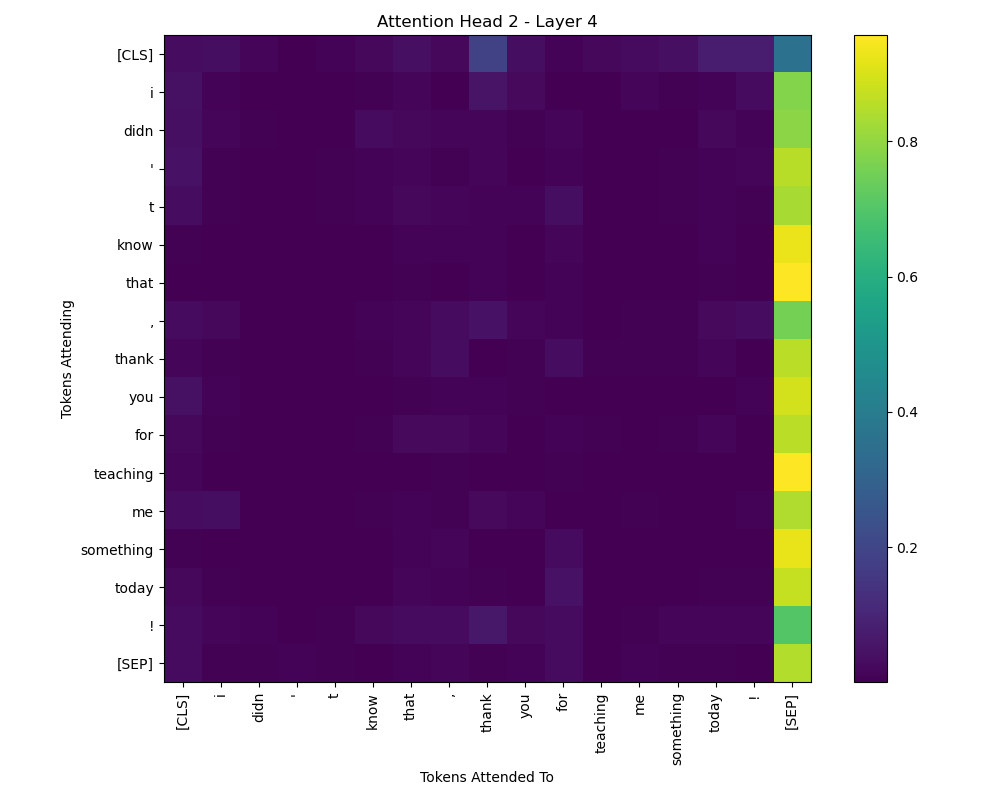 Attention Head 2 - Layer 4
[CLS]
i
didn
'
t
know
that
,
thank
you
for
teaching
me
something
today
!
[SEP]
Tokens Attending
[CLS]
i
didn
'
t
know
that
,
thank
you
for
teaching
me
something
today
!
[SEP]
Tokens Attended To
0.8
0.6
0.4
0.2